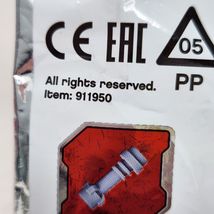 CE EAC 05
PP
All rights reserved.
Item: 911950